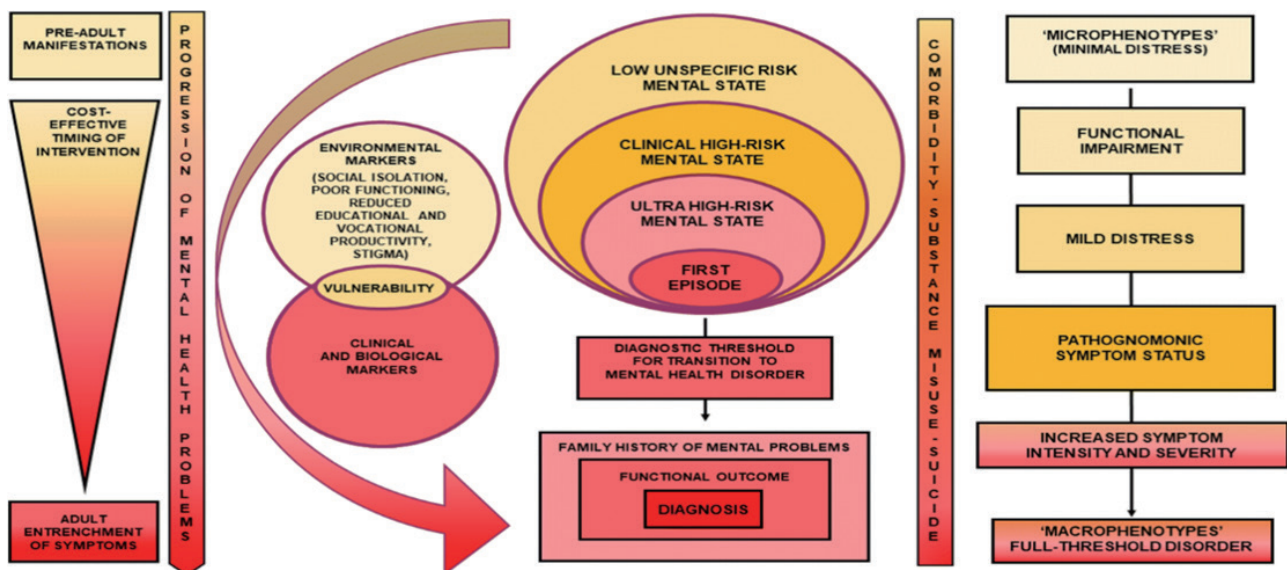 PRE-ADULT
MANIFESTATIONS
COST-
EFFECTIVE
TIMING OF
INTERVENTION
ADULT
ENTRENCHMENT
OF SYMPTOMS
PROGRESSION OF MENTAL HEALTH PROBLEMS
ENVIRONMENTAL
MARKERS
(SOCIAL ISOLATION,
POOR FUNCTIONING,
REDUCED
EDUCATIONAL AND
VOCATIONAL
PRODUCTIVITY,
STIGMA)
VULNERABILITY
CLINICAL
AND BIOLOGICAL
MARKERS
LOW UNSPECIFIC RISK
MENTAL STATE
CLINICAL HIGH-RISK
MENTAL STATE
ULTRA HIGH-RISK
MENTAL STATE
FIRST
EPISODE
DIAGNOSTIC THRESHOLD
FOR TRANSITION TO
MENTAL HEALTH DISORDER
FAMILY HISTORY OF MENTAL PROBLEMS
FUNCTIONAL OUTCOME
DIAGNOSIS
COMORBIDITY-SUBSTANCE MISUSE-SUICIDE
'MICROPHENOTYPES'
(MINIMAL DISTRESS)
FUNCTIONAL
IMPAIRMENT
MILD DISTRESS
PATHOGNOMONIC
SYMPTOM STATUS
INCREASED SYMPTOM
INTENSITY AND SEVERITY
'MACROPHENOTYPES'
FULL-THRESHOLD DISORDER